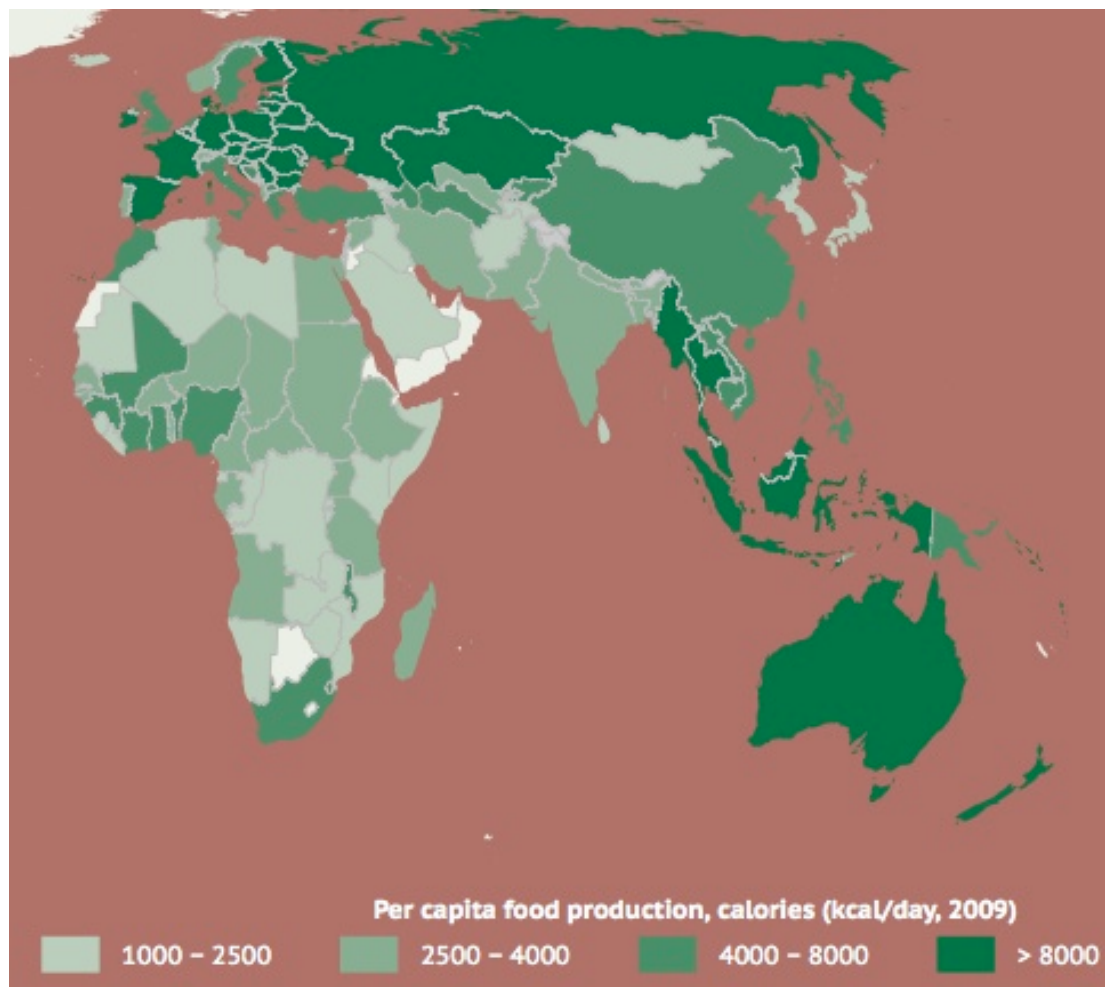 Per capita food production, calories (kcal/day, 2009)
1000 – 2500 2500 – 4000 4000 – 8000 > 8000